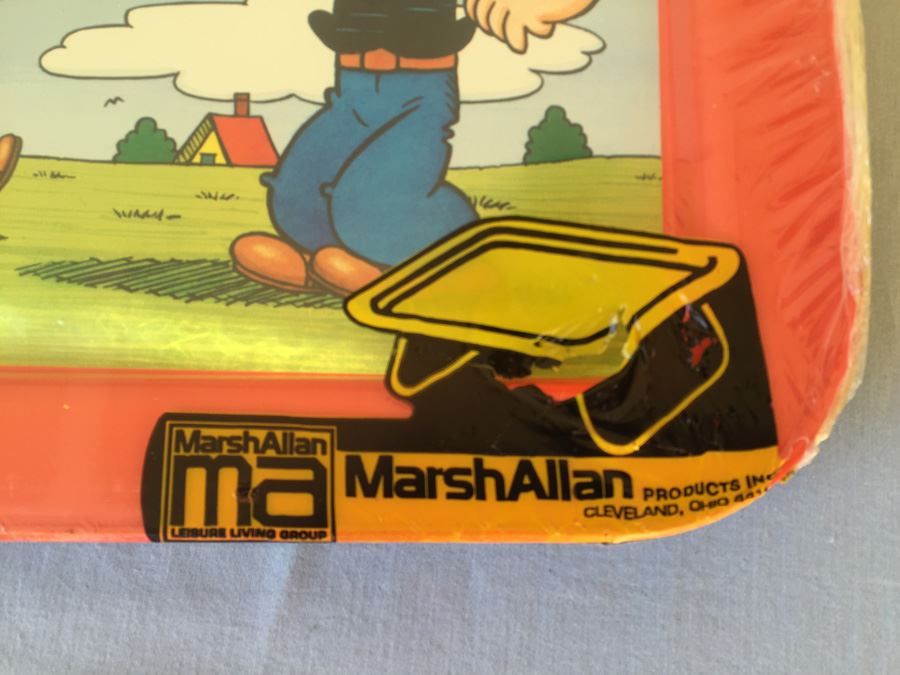 MarshAllan
ma
LEISURE LIVING GROUP
MarshAllan PRODUCTS
CLEVELAND, OHIO